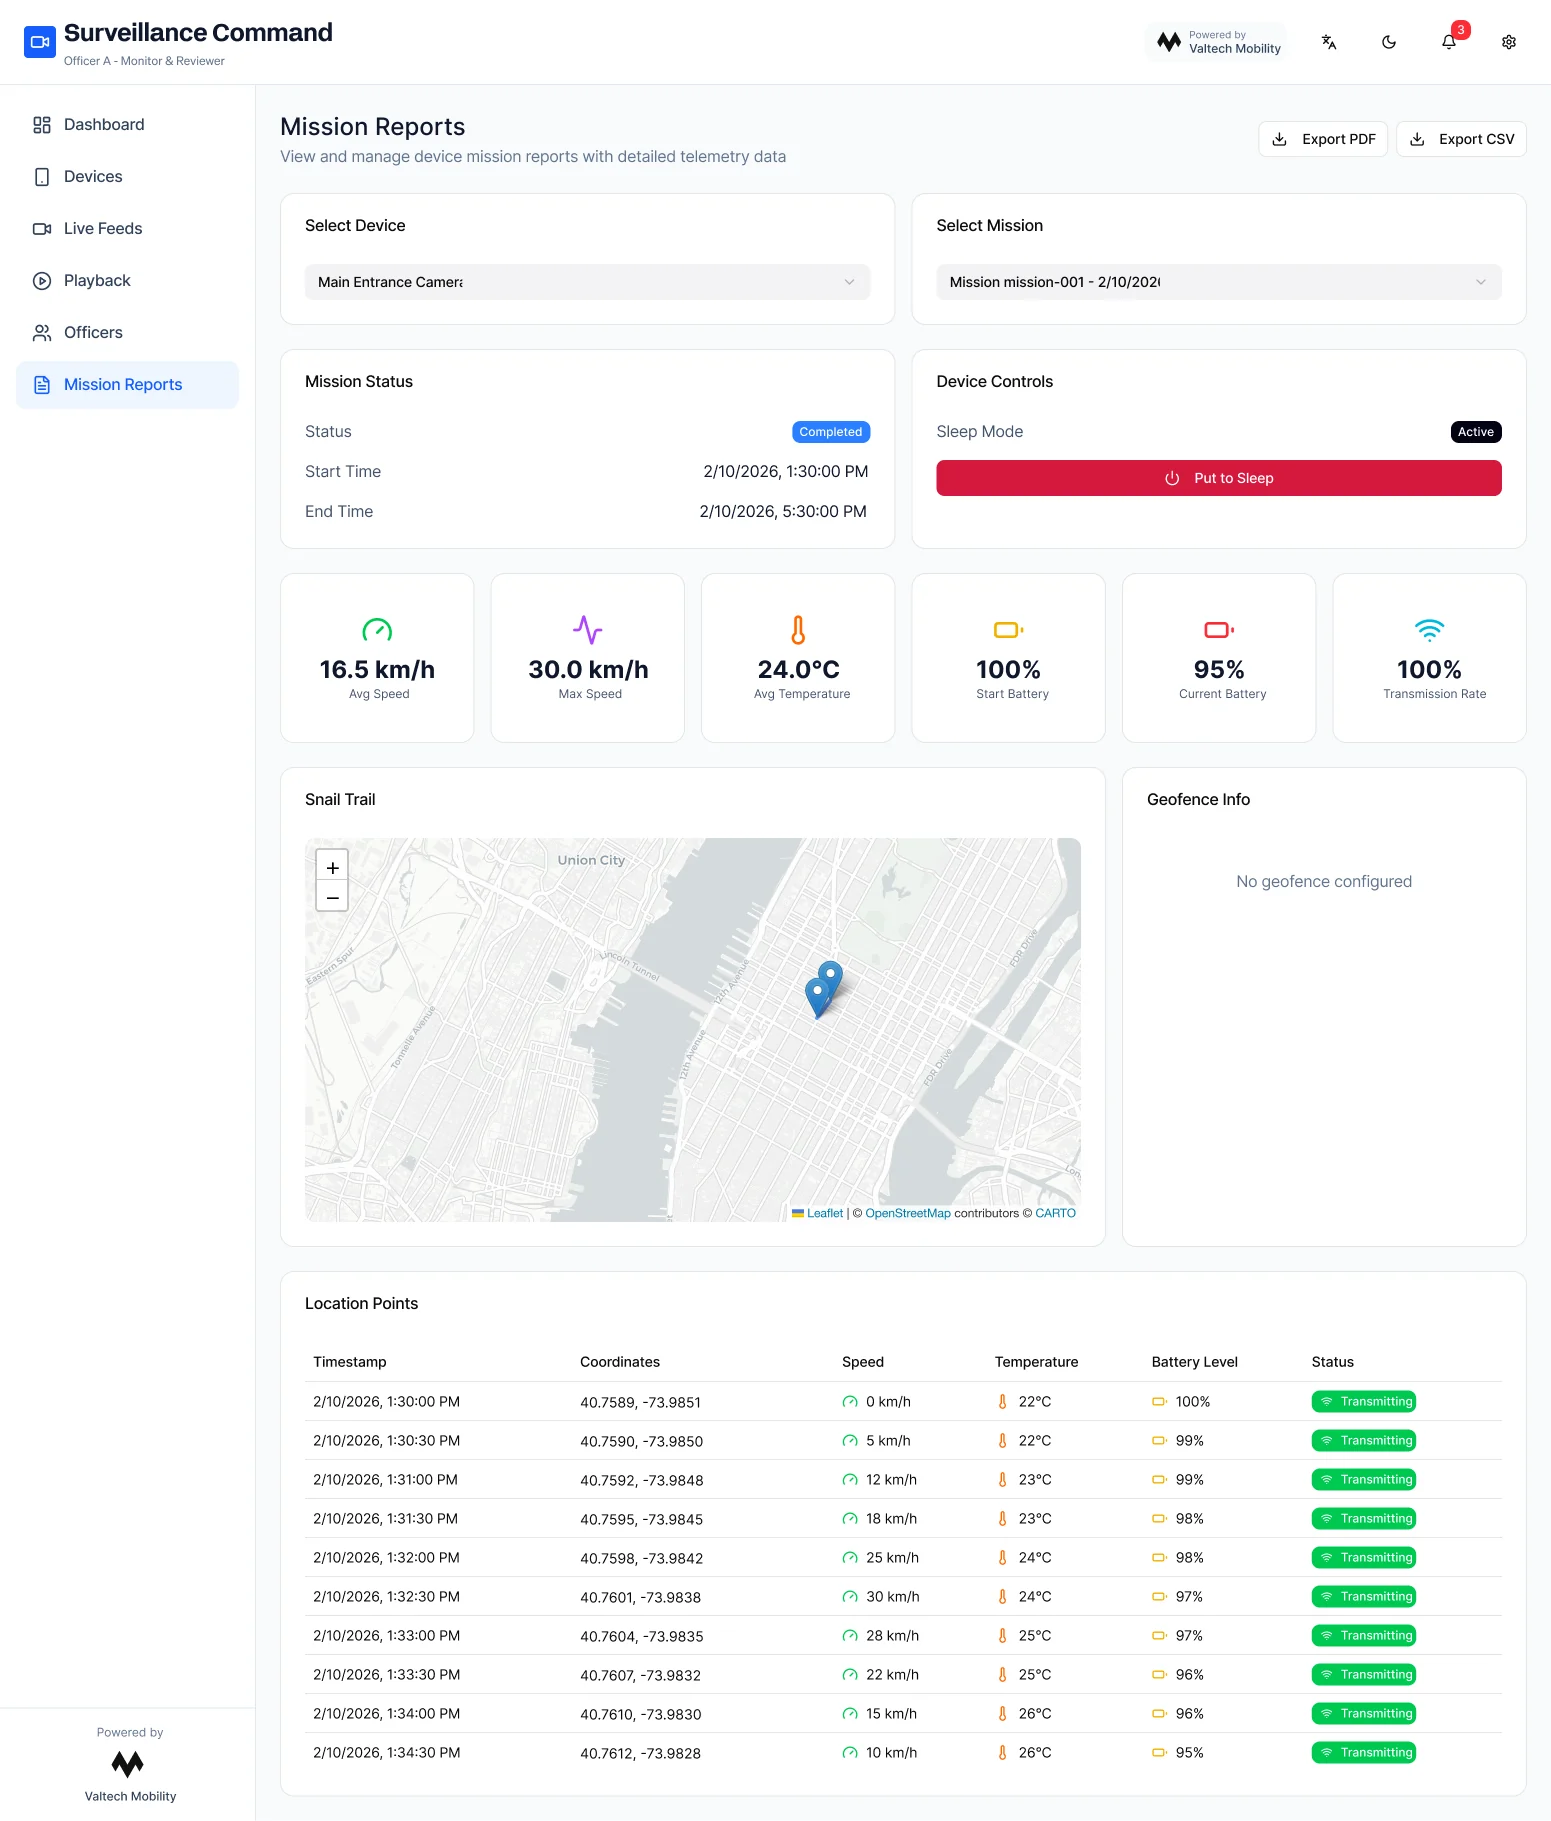 Surveillance Command
Officer A - Monitor & Reviewer
Powered by
Valtech Mobility
3
Dashboard
Devices
Live Feeds
Playback
Officers
Mission Reports
Mission Reports
View and manage device mission reports with detailed telemetry data
Export PDF
Export CSV
Select Device
Main Entrance Camera
Select Mission
Mission mission-001 - 2/10/2026
Mission Status
Status
Completed
Start Time
2/10/2026, 1:30:00 PM
End Time
2/10/2026, 5:30:00 PM
Device Controls
Sleep Mode
Active
Put to Sleep
16.5 km/h
Avg Speed
30.0 km/h
Max Speed
24.0°C
Avg Temperature
100%
Start Battery
95%
Current Battery
100%
Transmission Rate
Snail Trail
+
−
Union City
Eastern Spur
Lincoln Tunnel
12th Avenue
FDR Drive
Tonnelle Avenue
12th Avenue
FDR Drive
Lon
Leaflet | © OpenStreetMap contributors © CARTO
Geofence Info
No geofence configured
Location Points
Timestamp Coordinates Speed Temperature Battery Level Status
2/10/2026, 1:30:00 PM 40.7589, -73.9851 0 km/h 22°C 100% Transmitting
2/10/2026, 1:30:30 PM 40.7590, -73.9850 5 km/h 22°C 99% Transmitting
2/10/2026, 1:31:00 PM 40.7592, -73.9848 12 km/h 23°C 99% Transmitting
2/10/2026, 1:31:30 PM 40.7595, -73.9845 18 km/h 23°C 98% Transmitting
2/10/2026, 1:32:00 PM 40.7598, -73.9842 25 km/h 24°C 98% Transmitting
2/10/2026, 1:32:30 PM 40.7601, -73.9838 30 km/h 24°C 97% Transmitting
2/10/2026, 1:33:00 PM 40.7604, -73.9835 28 km/h 25°C 97% Transmitting
2/10/2026, 1:33:30 PM 40.7607, -73.9832 22 km/h 25°C 96% Transmitting
2/10/2026, 1:34:00 PM 40.7610, -73.9830 15 km/h 26°C 96% Transmitting
2/10/2026, 1:34:30 PM 40.7612, -73.9828 10 km/h 26°C 95% Transmitting
Powered by
Valtech Mobility